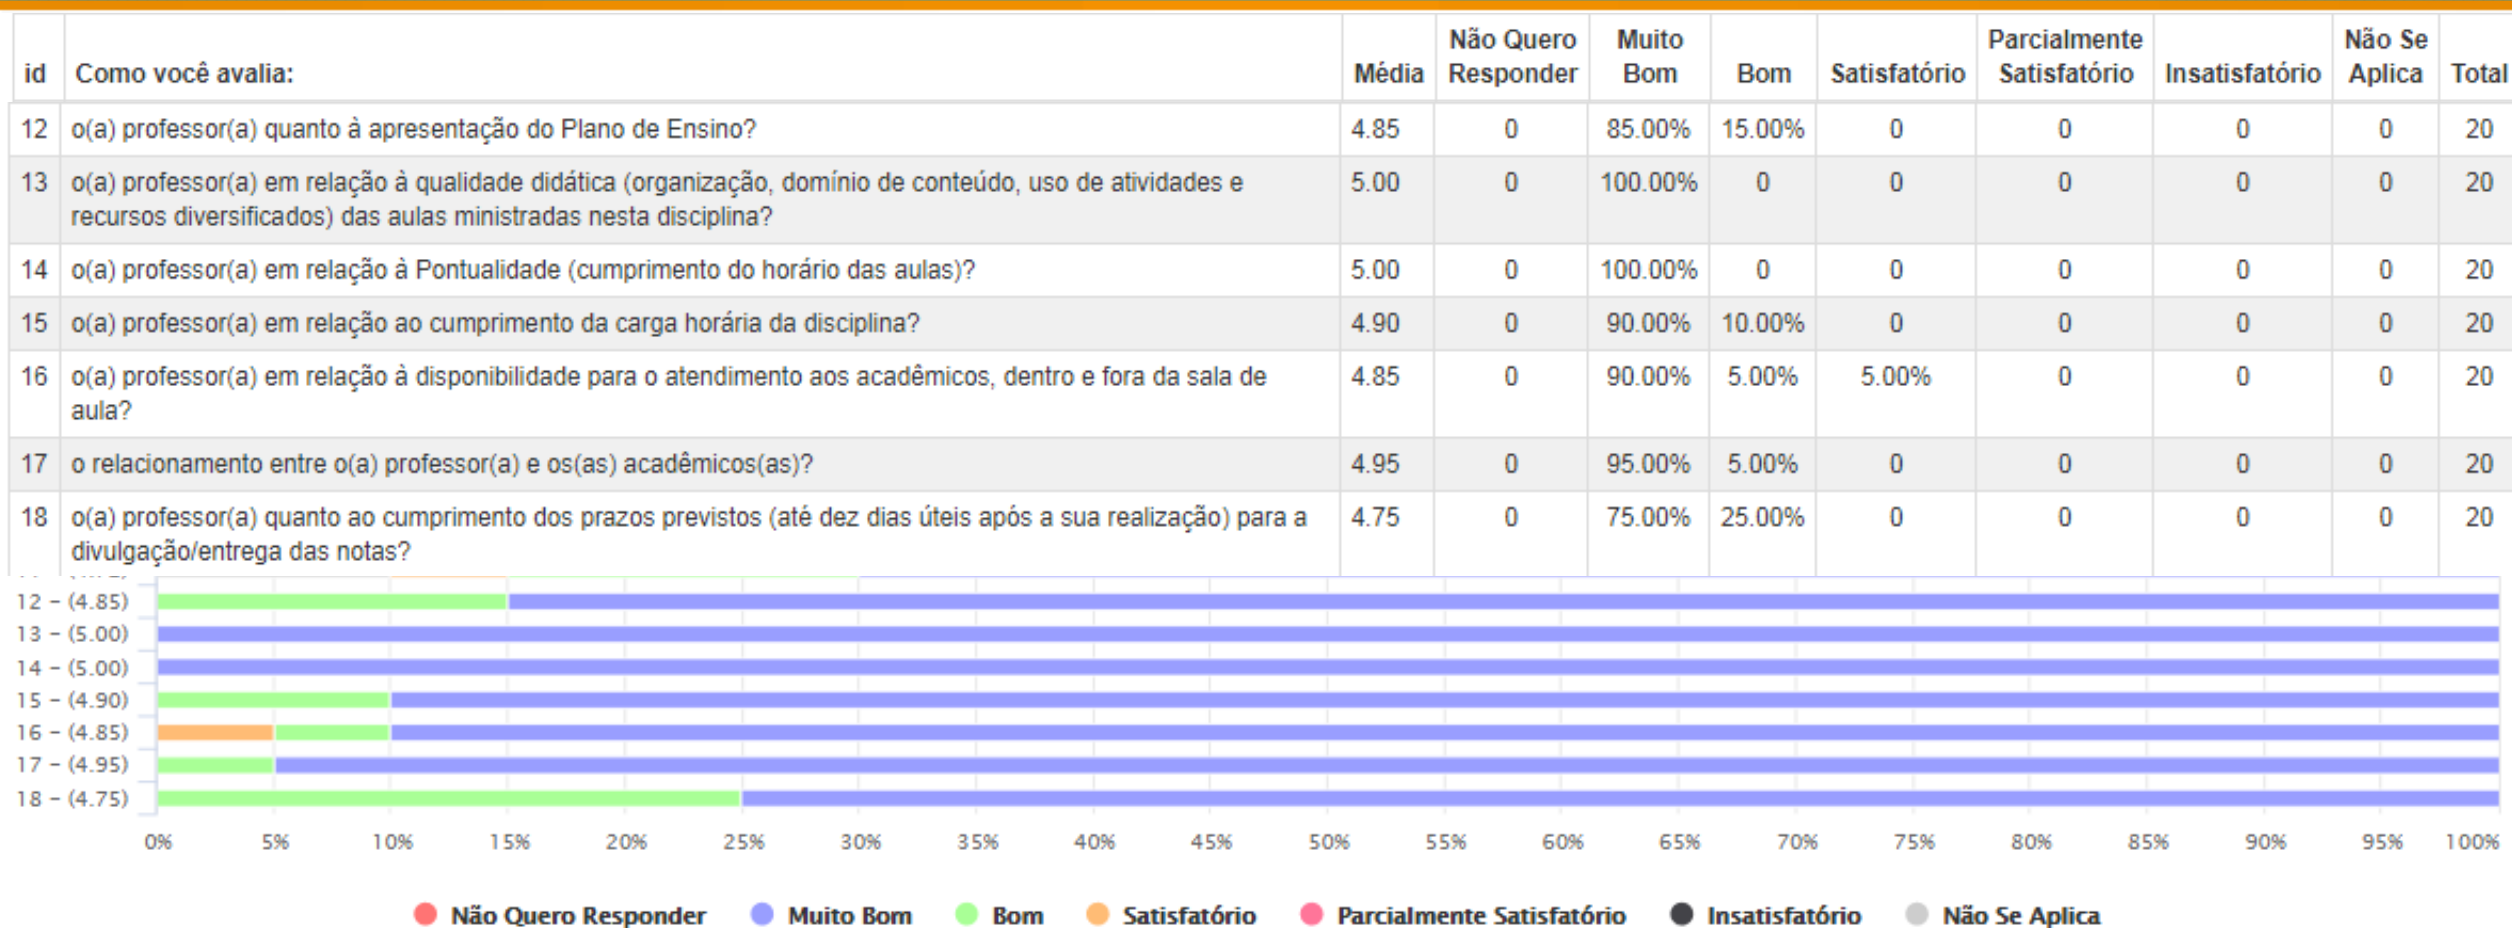 id Como você avalia: Média Não Quero Responder Muito Bom Bom Satisfatório Parcialmente Satisfatório Insatisfatório Não Se Aplica Total
12 o(a) professor(a) quanto à apresentação do Plano de Ensino? 4.85 0 85.00% 15.00% 0 0 0 0 20
13 o(a) professor(a) em relação à qualidade didática (organização, domínio de conteúdo, uso de atividades e 5.00 0 100.00% 0 0 0 0 0 20
recursos diversificados) das aulas ministradas nesta disciplina?
14 o(a) professor(a) em relação à Pontualidade (cumprimento do horário das aulas)? 5.00 0 100.00% 0 0 0 0 0 20
15 o(a) professor(a) em relação ao cumprimento da carga horária da disciplina? 4.90 0 90.00% 10.00% 0 0 0 0 20
16 o(a) professor(a) em relação à disponibilidade para o atendimento aos acadêmicos, dentro e fora da sala de 4.85 0 90.00% 5.00% 5.00% 0 0 0 20
aula?
17 o relacionamento entre o(a) professor(a) e os(as) acadêmicos(as)? 4.95 0 95.00% 5.00% 0 0 0 0 20
18 o(a) professor(a) quanto ao cumprimento dos prazos previstos (até dez dias úteis após a sua realização) para a 4.75 0 75.00% 25.00% 0 0 0 0 20
divulgação/entrega das notas?
12 - (4.85)
13 - (5.00)
14 - (5.00)
15 - (4.90)
16 - (4.85)
17 - (4.95)
18 - (4.75)
0% 5% 10% 15% 20% 25% 30% 35% 40% 45% 50% 55% 60% 65% 70% 75% 80% 85% 90% 95% 100%
Não Quero Responder Muito Bom Bom Satisfatório Parcialmente Satisfatório Insatisfatório Não Se Aplica